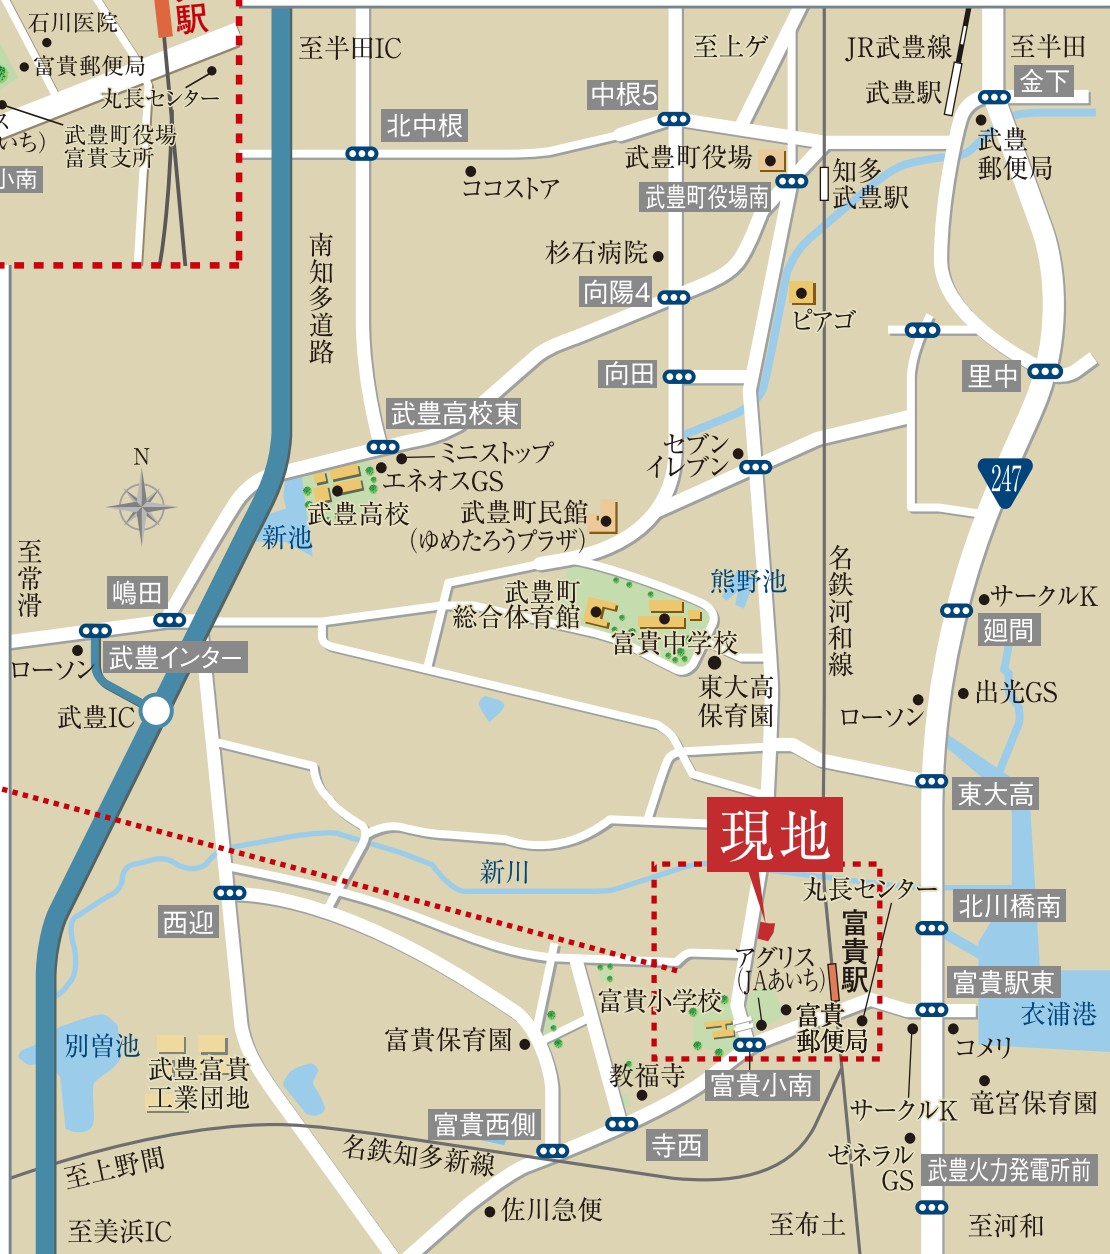 石川医院
富貴郵便局
丸長センター
ス
いち)
武豊町役場
富貴支所
小南
駅
至半田IC
至上ゲ
JR武豊線
武豊駅
至半田
金下
中根5
北中根
武豊町役場
武豊町役場南
知多
武豊駅
武豊
郵便局
ココストア
南知多道路
杉石病院
向陽4
ピアゴ
向田
里中
武豊高校東
ミニストップ
エネオスGS
セブン
イレブン
247
N
武豊高校
新池
武豊町民館
(ゆめたろうプラザ)
至常滑
嶋田
武豊町
総合体育館
熊野池
名鉄河和線
サークルK
廻間
富貴中学校
武豊インター
ローソン
武豊IC
東大高
保育園
出光GS
ローソン
東大高
現地
新川
丸長センター
北川橋南
西迎
富貴駅
アグリス
(JAあいち)
富貴駅東
富貴小学校
富貴
郵便局
衣浦港
別曽池
富貴保育園
コメリ
武豊富貴
工業団地
教福寺
富貴小南
サークルK
竜宮保育園
富貴西側
寺西
ゼネラル
GS
武豊火力発電所前
名鉄知多新線
至上野間
佐川急便
至美浜IC
至布土
至河和